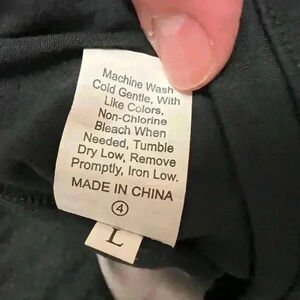 Machine Wash
Cold Gentle, With
Like Colors,
Non-Chlorine
Bleach When
Needed, Tumble
Dry Low, Remove
Promptly, Iron Low.
MADE IN CHINA
④
L